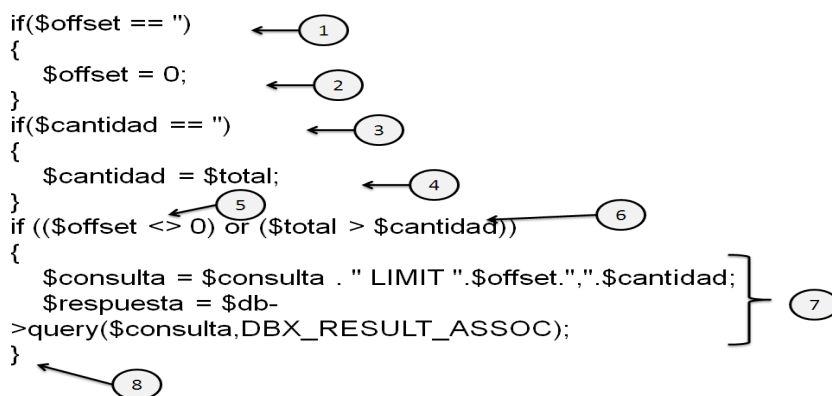 if($offset == '') 1
{
$offset = 0; 2
}
if($cantidad == '') 3
{
$cantidad = $total; 4
} 5
if (($offset <> 0) or ($total > $cantidad)) 6
{
$consulta = $consulta . " LIMIT ".$offset.",".$cantidad;
$respuesta = $db- 7
>query($consulta,DBX_RESULT_ASSOC);
}
8